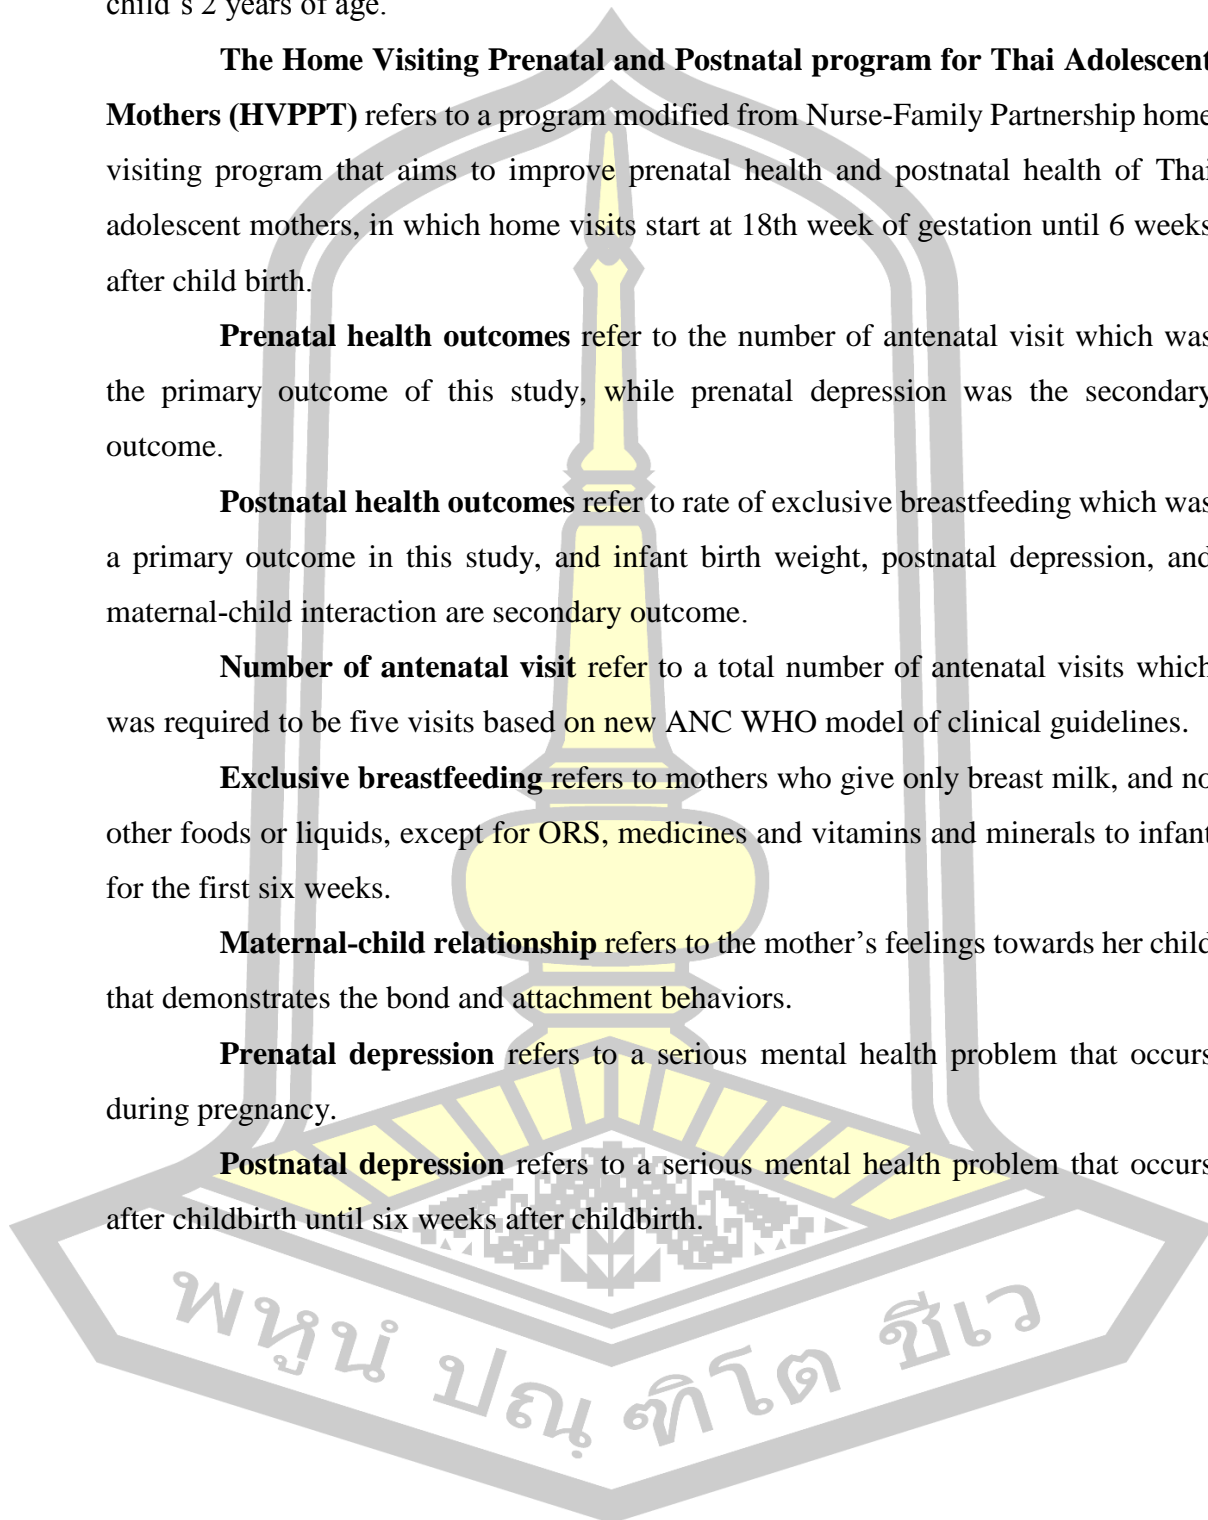 child's 2 years of age.
The Home Visiting Prenatal and Postnatal program for Thai Adolescent
Mothers (HVPPT) refers to a program modified from Nurse-Family Partnership home
visiting program that aims to improve prenatal health and postnatal health of Thai
adolescent mothers, in which home visits start at 18th week of gestation until 6 weeks
after child birth.
Prenatal health outcomes refer to the number of antenatal visit which was
the primary outcome of this study, while prenatal depression was the secondary
outcome.
Postnatal health outcomes refer to rate of exclusive breastfeeding which was
a primary outcome in this study, and infant birth weight, postnatal depression, and
maternal-child interaction are secondary outcome.
Number of antenatal visit refer to a total number of antenatal visits which
was required to be five visits based on new ANC WHO model of clinical guidelines.
Exclusive breastfeeding refers to mothers who give only breast milk, and no
other foods or liquids, except for ORS, medicines and vitamins and minerals to infant
for the first six weeks.
Maternal-child relationship refers to the mother's feelings towards her child
that demonstrates the bond and attachment behaviors.
Prenatal depression refers to a serious mental health problem that occurs
during pregnancy.
Postnatal depression refers to a serious mental health problem that occurs
after childbirth until six weeks after childbirth.
พหูนํ ปณฺ ฑิโต ชีเว